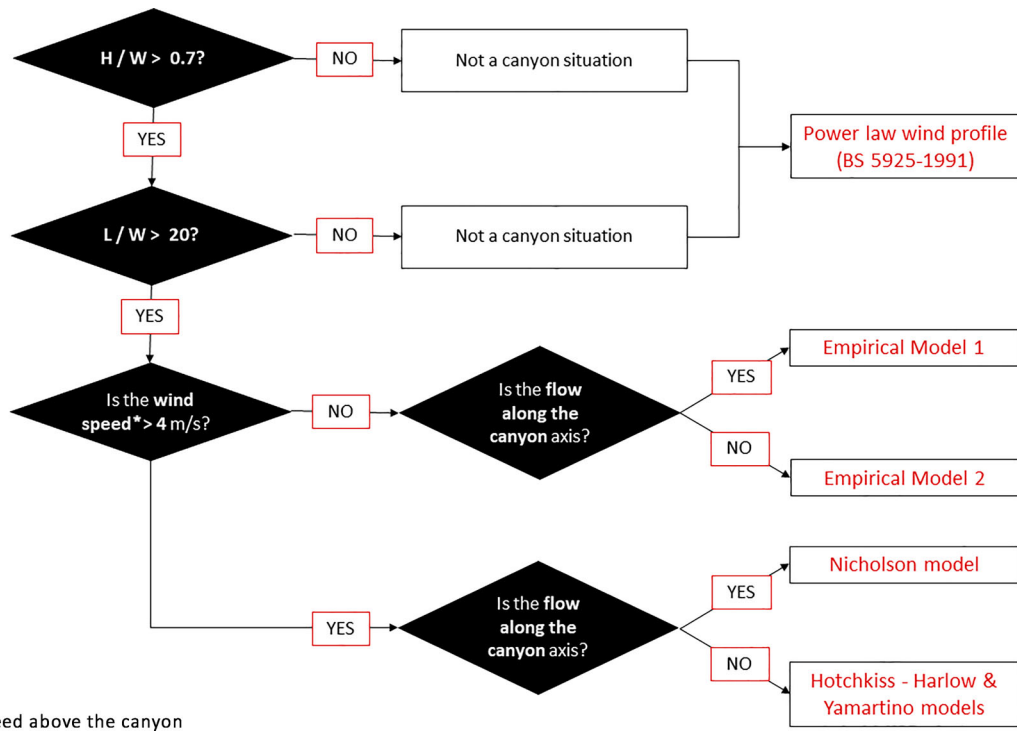 H / W > 0.7?
NO
Not a canyon situation
YES
Power law wind profile
(BS 5925-1991)
L / W > 20?
NO
Not a canyon situation
YES
Is the wind
speed* > 4 m/s?
NO
Is the flow
along the
canyon axis?
YES
Empirical Model 1
NO
Empirical Model 2
YES
Is the flow
along the
canyon axis?
YES
Nicholson model
NO
Hotchkiss - Harlow &
Yamartino models
above the canyon